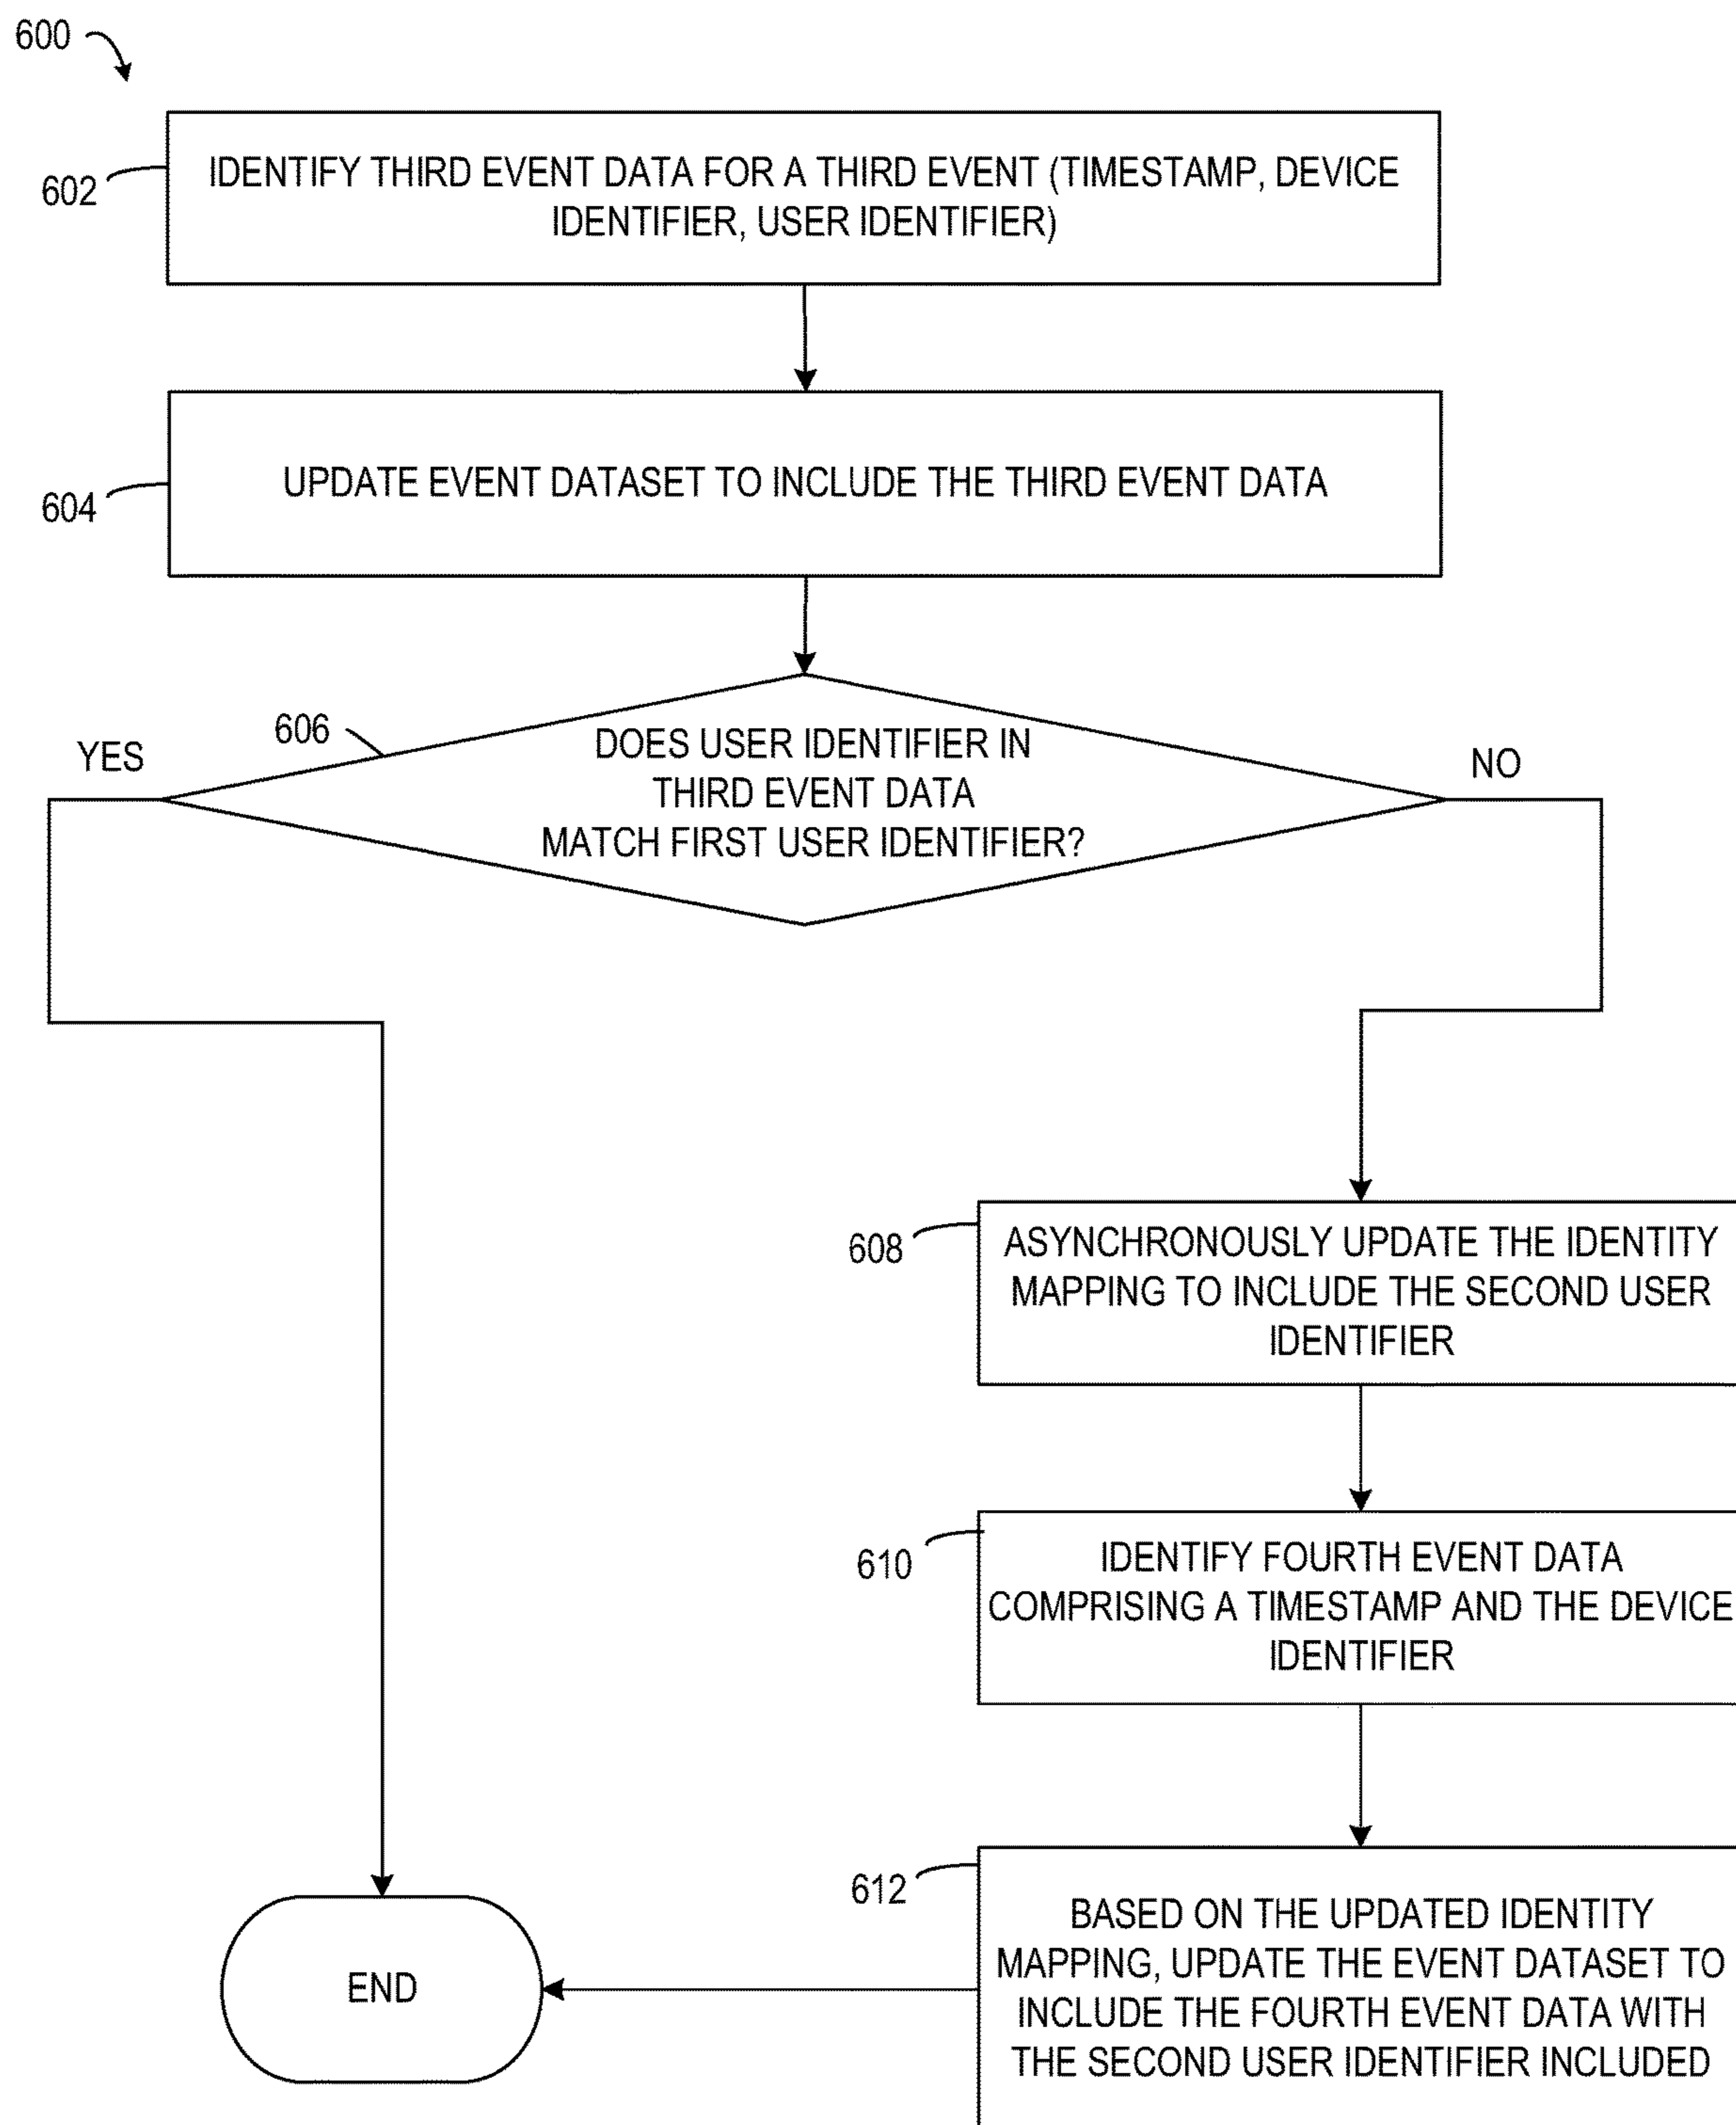 600
IDENTIFY THIRD EVENT DATA FOR A THIRD EVENT (TIMESTAMP, DEVICE
IDENTIFIER, USER IDENTIFIER)
602
UPDATE EVENT DATASET TO INCLUDE THE THIRD EVENT DATA
604
606
YES
DOES USER IDENTIFIER IN
THIRD EVENT DATA
MATCH FIRST USER IDENTIFIER?
NO
608
ASYNCHRONOUSLY UPDATE THE IDENTITY
MAPPING TO INCLUDE THE SECOND USER
IDENTIFIER
610
IDENTIFY FOURTH EVENT DATA
COMPRISING A TIMESTAMP AND THE DEVICE
IDENTIFIER
612
BASED ON THE UPDATED IDENTITY
MAPPING, UPDATE THE EVENT DATASET TO
INCLUDE THE FOURTH EVENT DATA WITH
THE SECOND USER IDENTIFIER INCLUDED
END